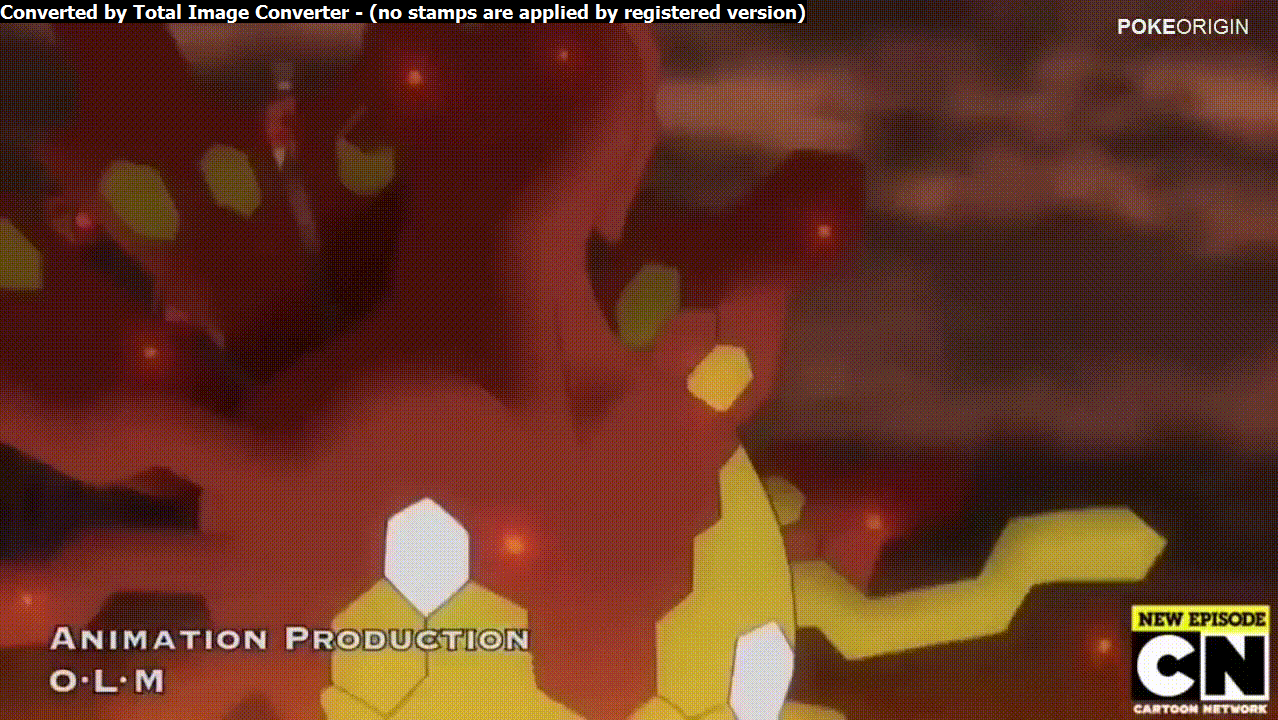 Converted by Total Image Converter - (no stamps are applied by registered version)
POKEORIGIN
ANIMATION PRODUCTION
O·L·M
NEW EPISODE
CN
CARTOON NETWORK